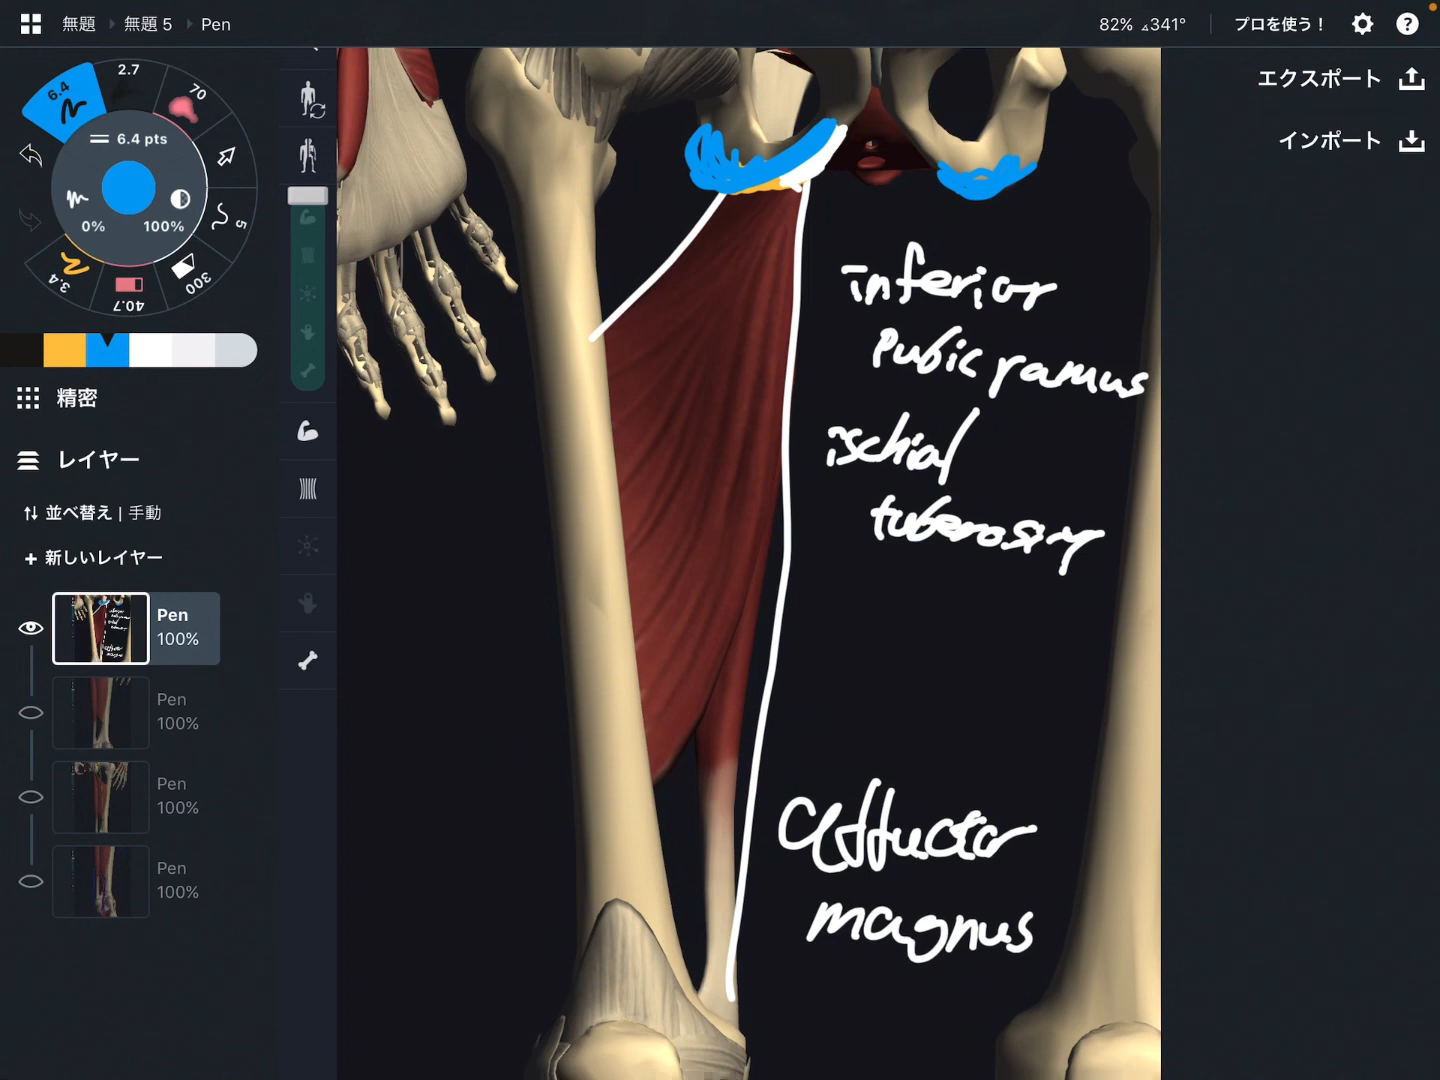 無題 無題 5 Pen
82% ⊿341°
プロを使う！
エクスポート
インポート
2.7
6.4
70
6.4 pts
0% 100%
5
3.4
40.7
300
精密
レイヤー
並べ替え | 手動
+ 新しいレイヤー
Pen
100%
Pen
100%
Pen
100%
Pen
100%
inferior
pubic ramus
ischial
tuberosity
adductor
magnus